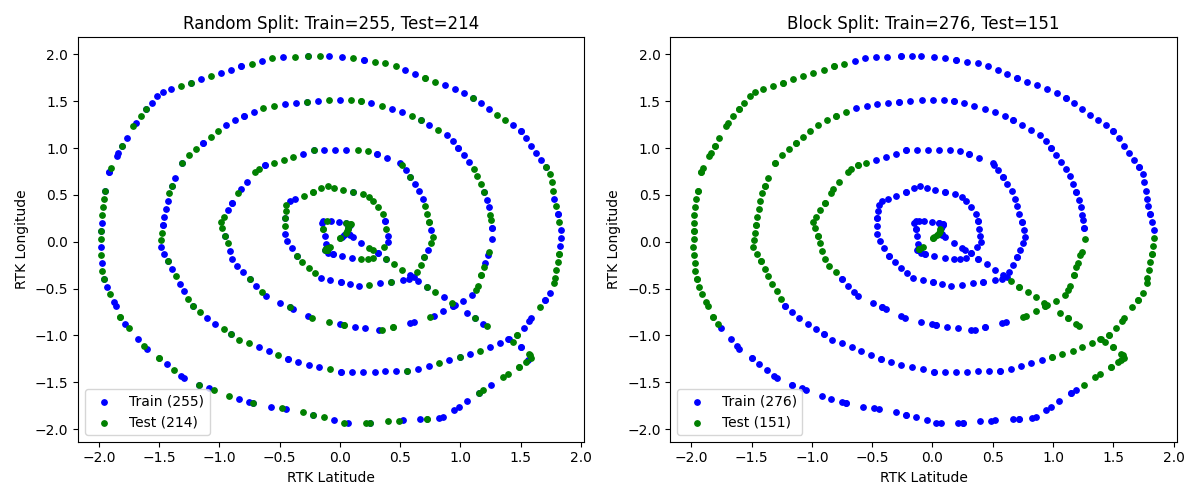 Random Split: Train=255, Test=214
2.0
1.5
1.0
0.5
0.0
−0.5
−1.0
−1.5
−2.0
RTK Longitude
Train (255)
Test (214)
−2.0 −1.5 −1.0 −0.5 0.0 0.5 1.0 1.5 2.0
RTK Latitude
Block Split: Train=276, Test=151
2.0
1.5
1.0
0.5
0.0
−0.5
−1.0
−1.5
−2.0
RTK Longitude
Train (276)
Test (151)
−2.0 −1.5 −1.0 −0.5 0.0 0.5 1.0 1.5 2.0
RTK Latitude